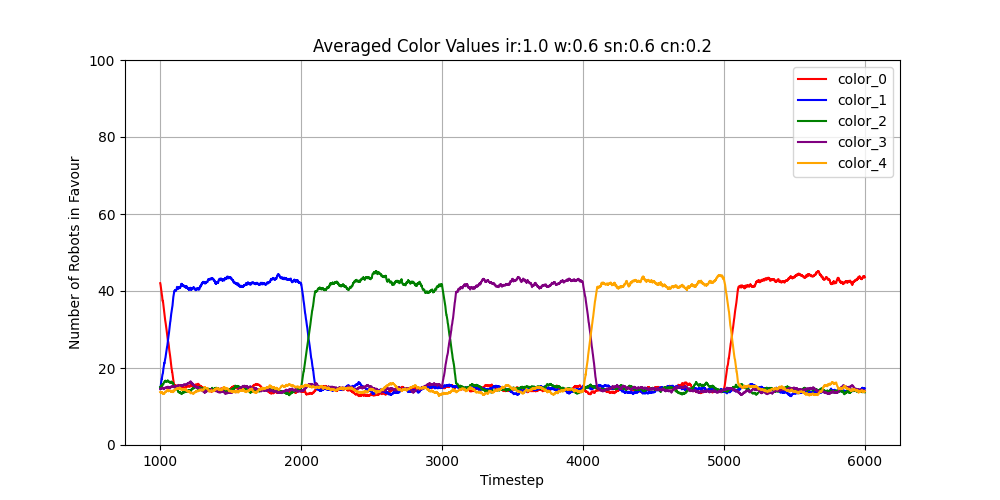 Averaged Color Values ir:1.0 w:0.6 sn:0.6 cn:0.2
100
80
60
40
20
0
Number of Robots in Favour
color_0
color_1
color_2
color_3
color_4
1000 2000 3000 4000 5000 6000
Timestep